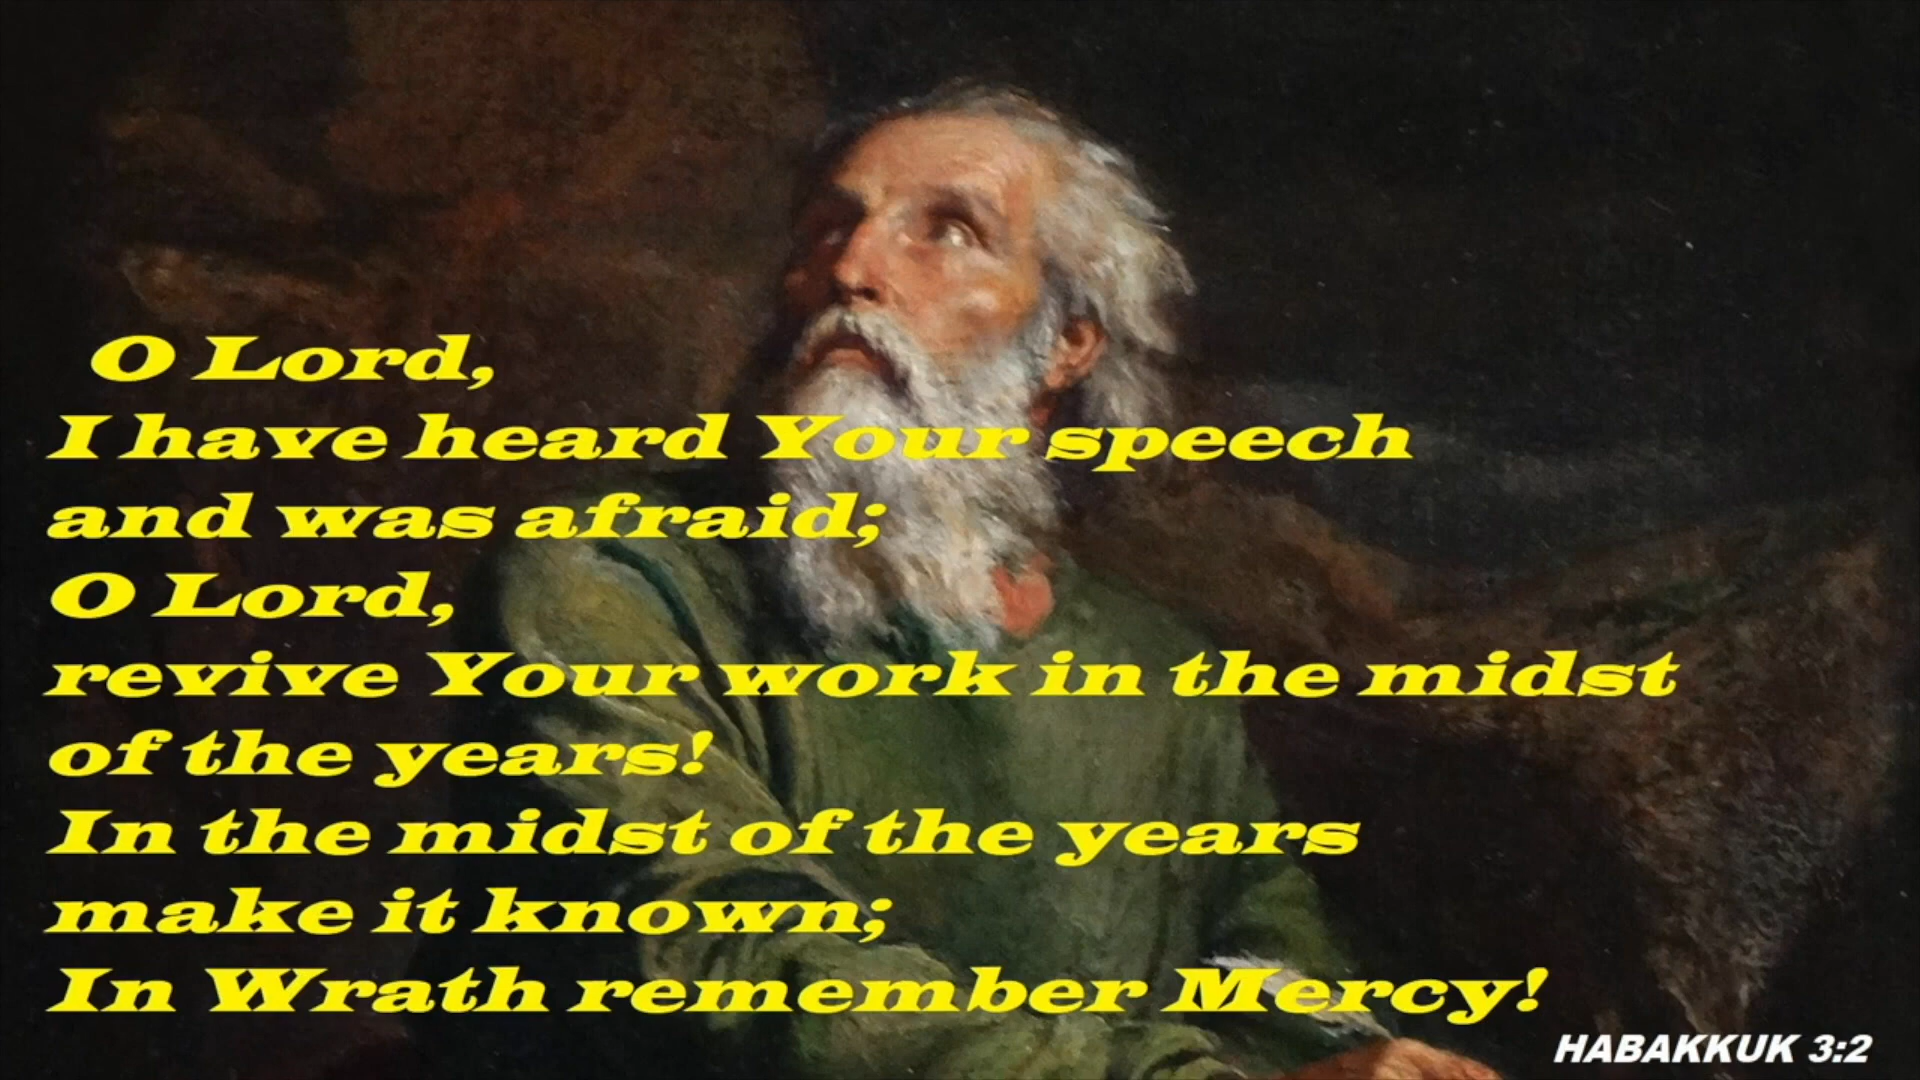 O Lord,
I have heard Your speech
and was afraid;
O Lord,
revive Your work in the midst
of the years!
In the midst of the years
make it known;
In Wrath remember Mercy!
HABAKKUK 3:2